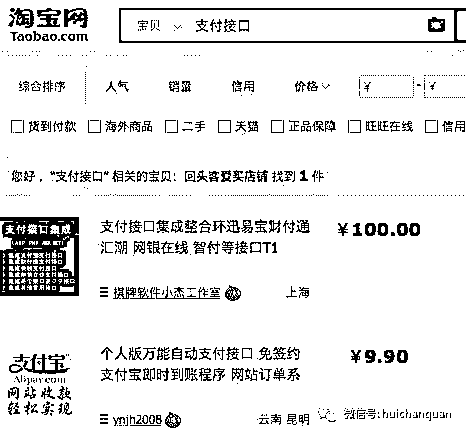 淘宝网
Taobao.com
宝贝 支付接口
综合排序 人气 销量 信用 价格 ¥ - ¥
货到付款 海外商品 二手 天猫 正品保障 旺旺在线 信用
您好，"支付接口"相关的宝贝：回头客爱买店铺 找到 1 件
支付接口集成
支付接口集成整合环迅易宝财付通 ¥100.00
汇潮 网银在线 智付等接口T1
棋牌软件小杰工作室 上海
支付宝
Alipay.com
网站收款
轻松实现
个人版万能自动支付接口 免签约 ¥9.90
支付宝即时到账程序 网站订单系
ynjh2008 云南 昆明
微信号: huichanquan